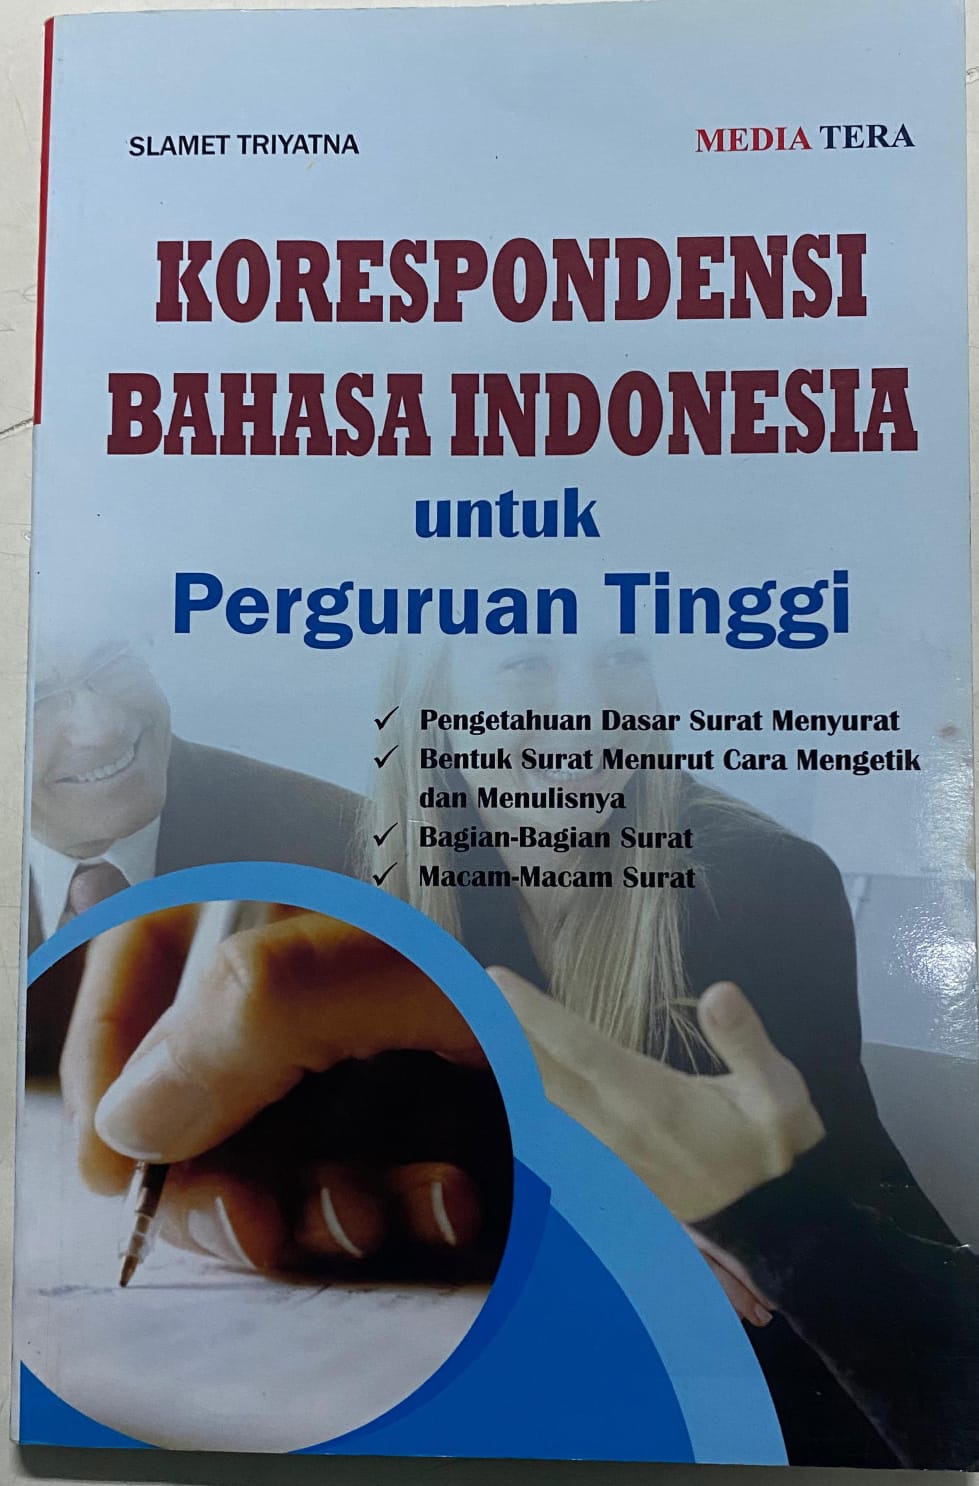 SLAMET TRIYATNA
MEDIA TERA
KORESPONDENSI
BAHASA INDONESIA
untuk
Perguruan Tinggi
✓ Pengetahuan Dasar Surat Menyurat
✓ Bentuk Surat Menurut Cara Mengetik
dan Menulisnya
✓ Bagian-Bagian Surat
✓ Macam-Macam Surat